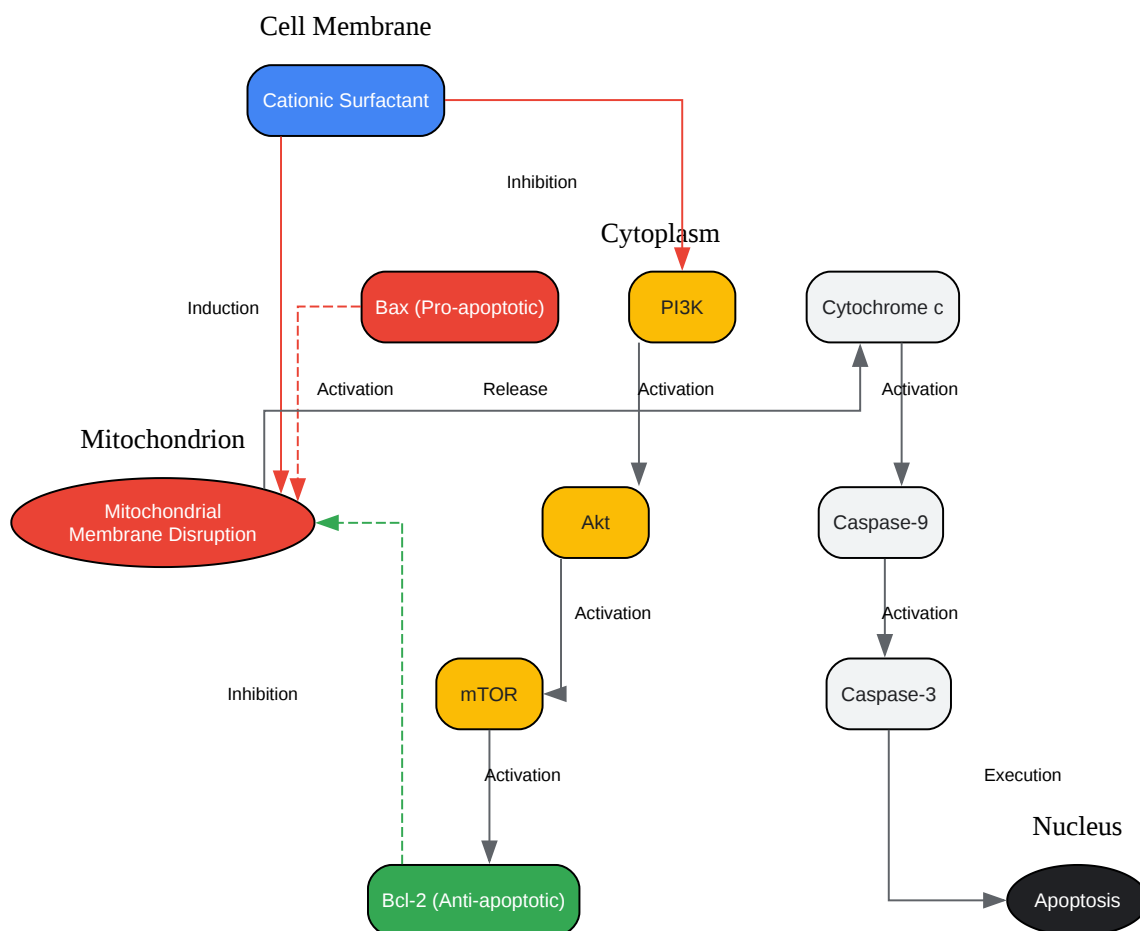 Cell Membrane
Cationic Surfactant
Inhibition
Cytoplasm
Induction
Bax (Pro-apoptotic)
PI3K
Cytochrome c
Activation
Release
Activation
Activation
Mitochondrion
Mitochondrial
Membrane Disruption
Akt
Caspase-9
Activation
Activation
Inhibition
mTOR
Caspase-3
Activation
Execution
Nucleus
Bcl-2 (Anti-apoptotic)
Apoptosis